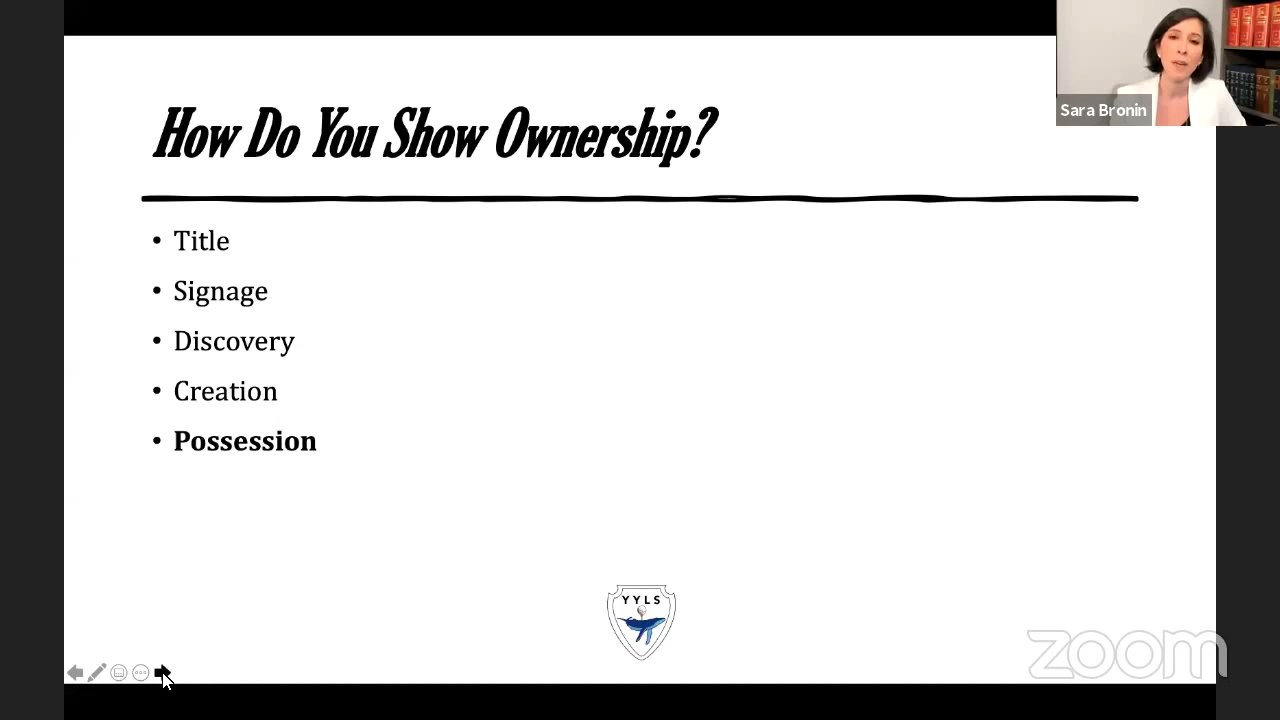 Sara Bronin
How Do You Show Ownership?
• Title
• Signage
• Discovery
• Creation
• Possession
YYLS
zoom